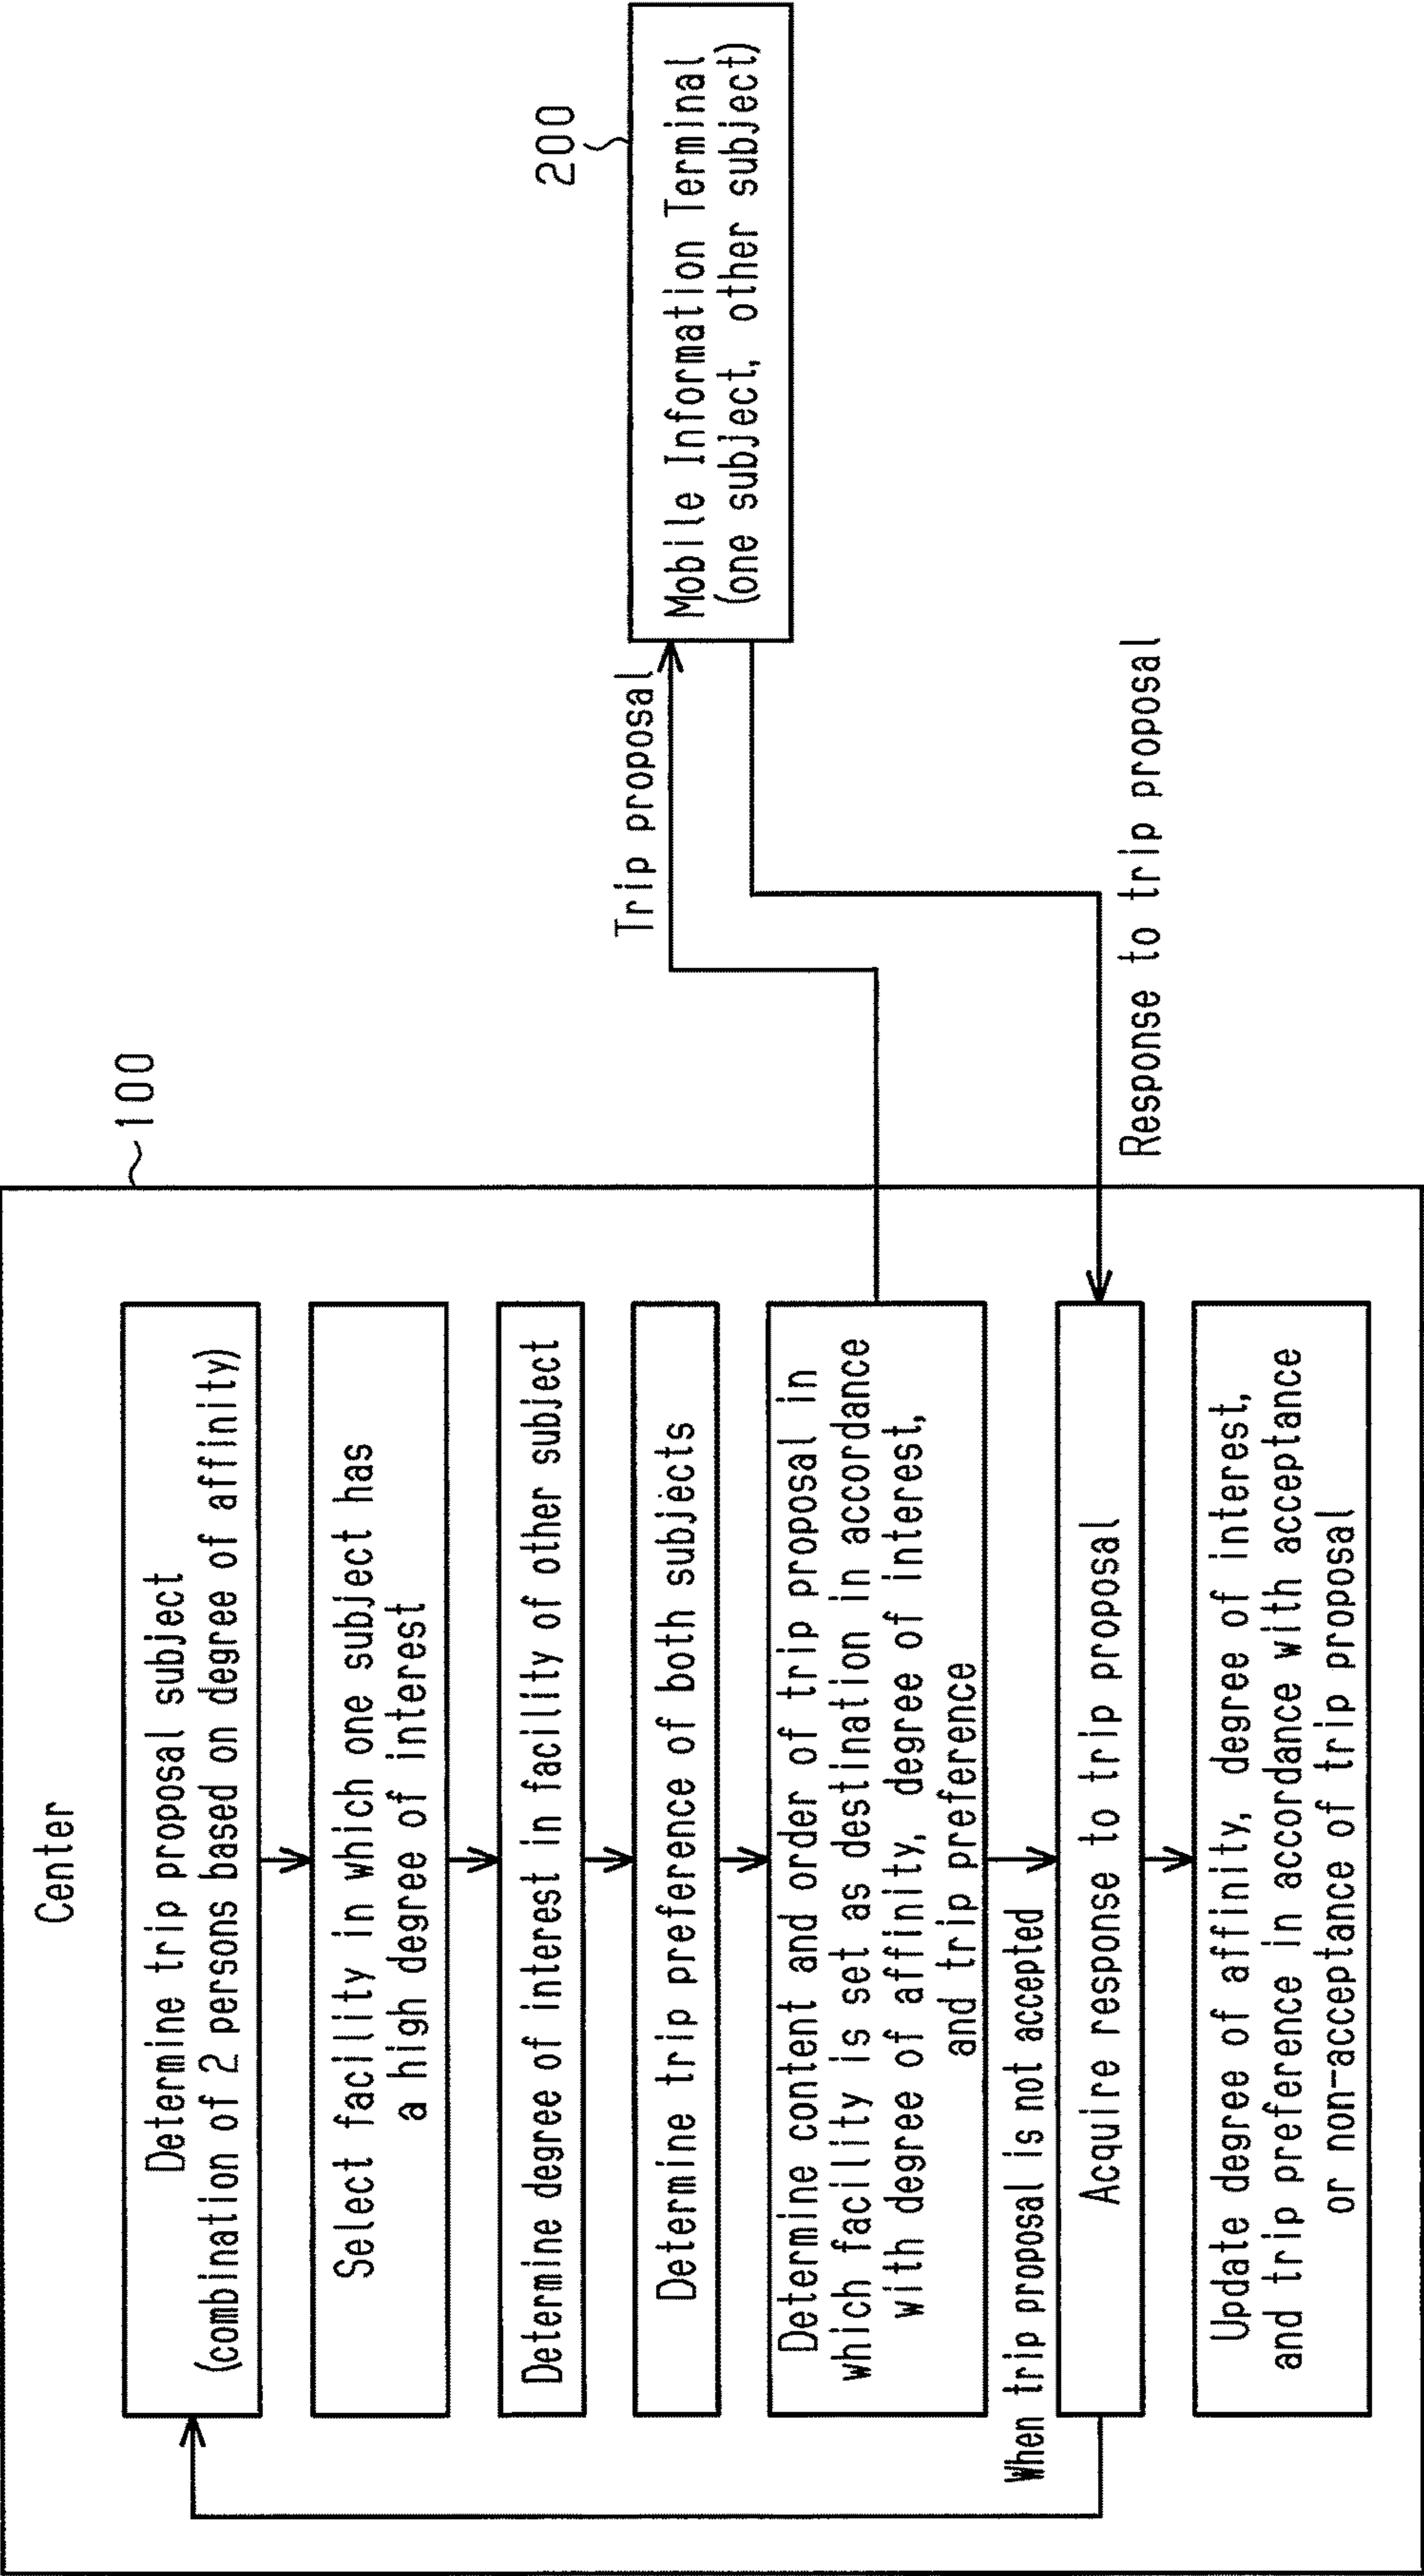 Center
100
Determine trip proposal subject
(combination of 2 persons based on degree of affinity)
Select facility in which one subject has
a high degree of interest
Determine degree of interest in facility of other subject
Determine trip preference of both subjects
Determine content and order of trip proposal in
which facility is set as destination in accordance
with degree of affinity, degree of interest,
and trip preference
When trip proposal is not accepted
Acquire response to trip proposal
Update degree of affinity, degree of interest,
and trip preference in accordance with acceptance
or non-acceptance of trip proposal
Trip proposal
Response to trip proposal
200
Mobile Information Terminal
(one subject, other subject)